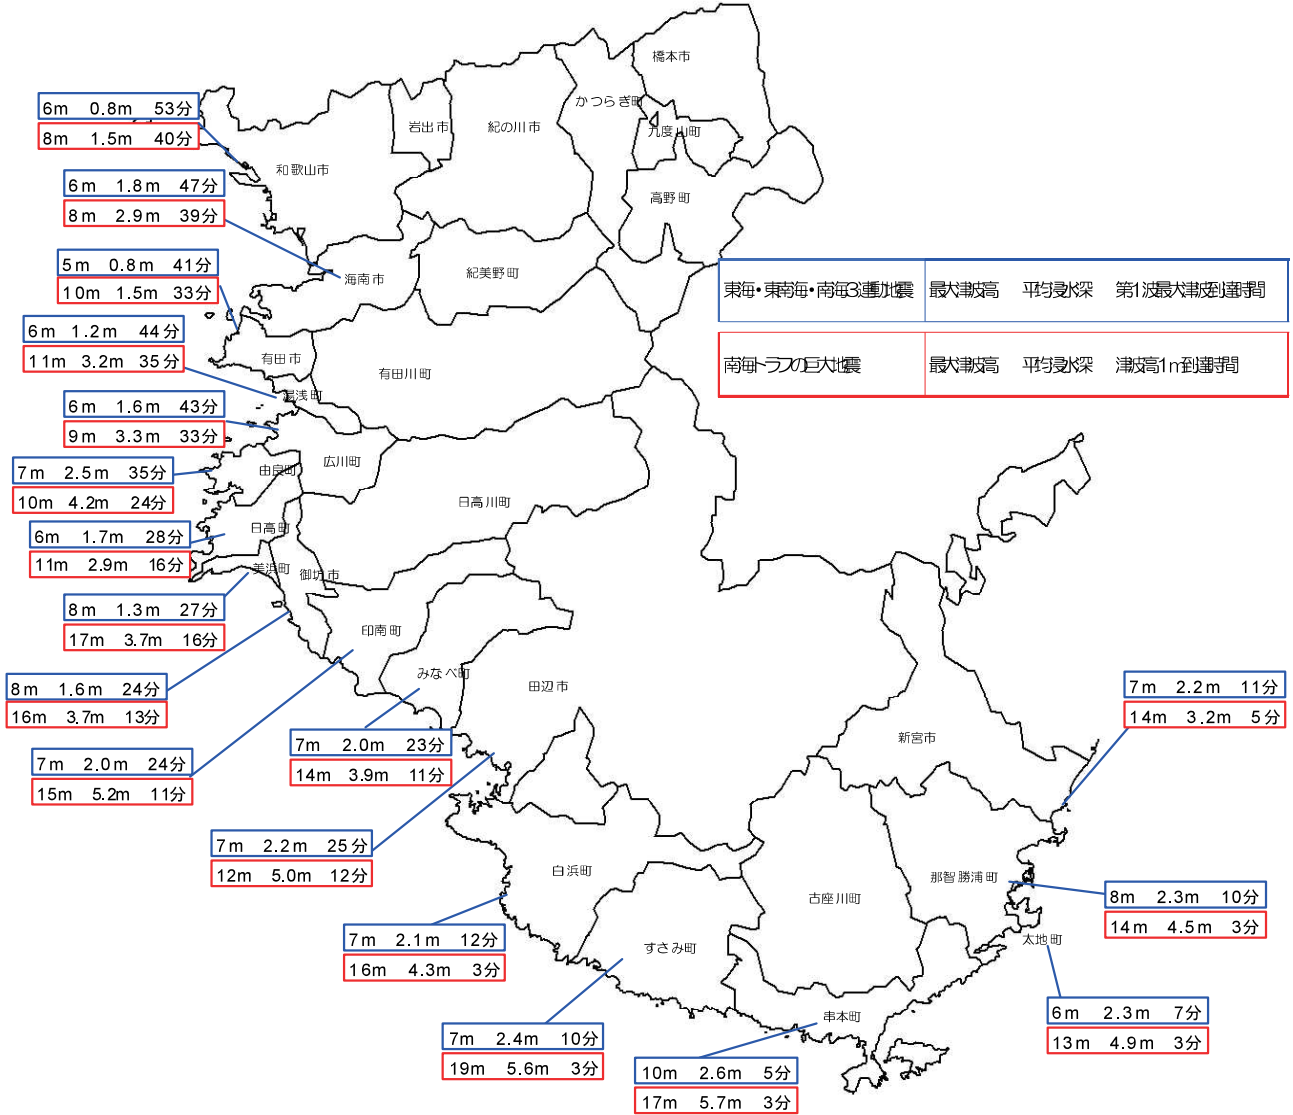 橋本市
かつらぎ町
九度山町
岩出市
紀の川市
和歌山市
高野町
6m 0.8m 53分
8m 1.5m 40分
6m 1.8m 47分
8m 2.9m 39分
海南市
紀美野町
5m 0.8m 41分
10m 1.5m 33分
東海・東南海・南海3連動地震 最大津波高 平均浸水深 第1波最大津波到達時間
南海トラフの巨大地震 最大津波高 平均浸水深 津波高1m到達時間
6m 1.2m 44分
11m 3.2m 35分
有田市
有田川町
湯浅町
6m 1.6m 43分
9m 3.3m 33分
広川町
由良町
7m 2.5m 35分
10m 4.2m 24分
日高川町
日高町
6m 1.7m 28分
11m 2.9m 16分
美浜町
御坊市
8m 1.3m 27分
17m 3.7m 16分
印南町
みなべ町
田辺市
8m 1.6m 24分
16m 3.7m 13分
7m 2.0m 24分
15m 5.2m 11分
7m 2.0m 23分
14m 3.9m 11分
新宮市
7m 2.2m 11分
14m 3.2m 5分
7m 2.2m 25分
12m 5.0m 12分
白浜町
古座川町
那智勝浦町
8m 2.3m 10分
14m 4.5m 3分
7m 2.1m 12分
16m 4.3m 3分
すさみ町
太地町
6m 2.3m 7分
13m 4.9m 3分
串本町
7m 2.4m 10分
19m 5.6m 3分
10m 2.6m 5分
17m 5.7m 3分